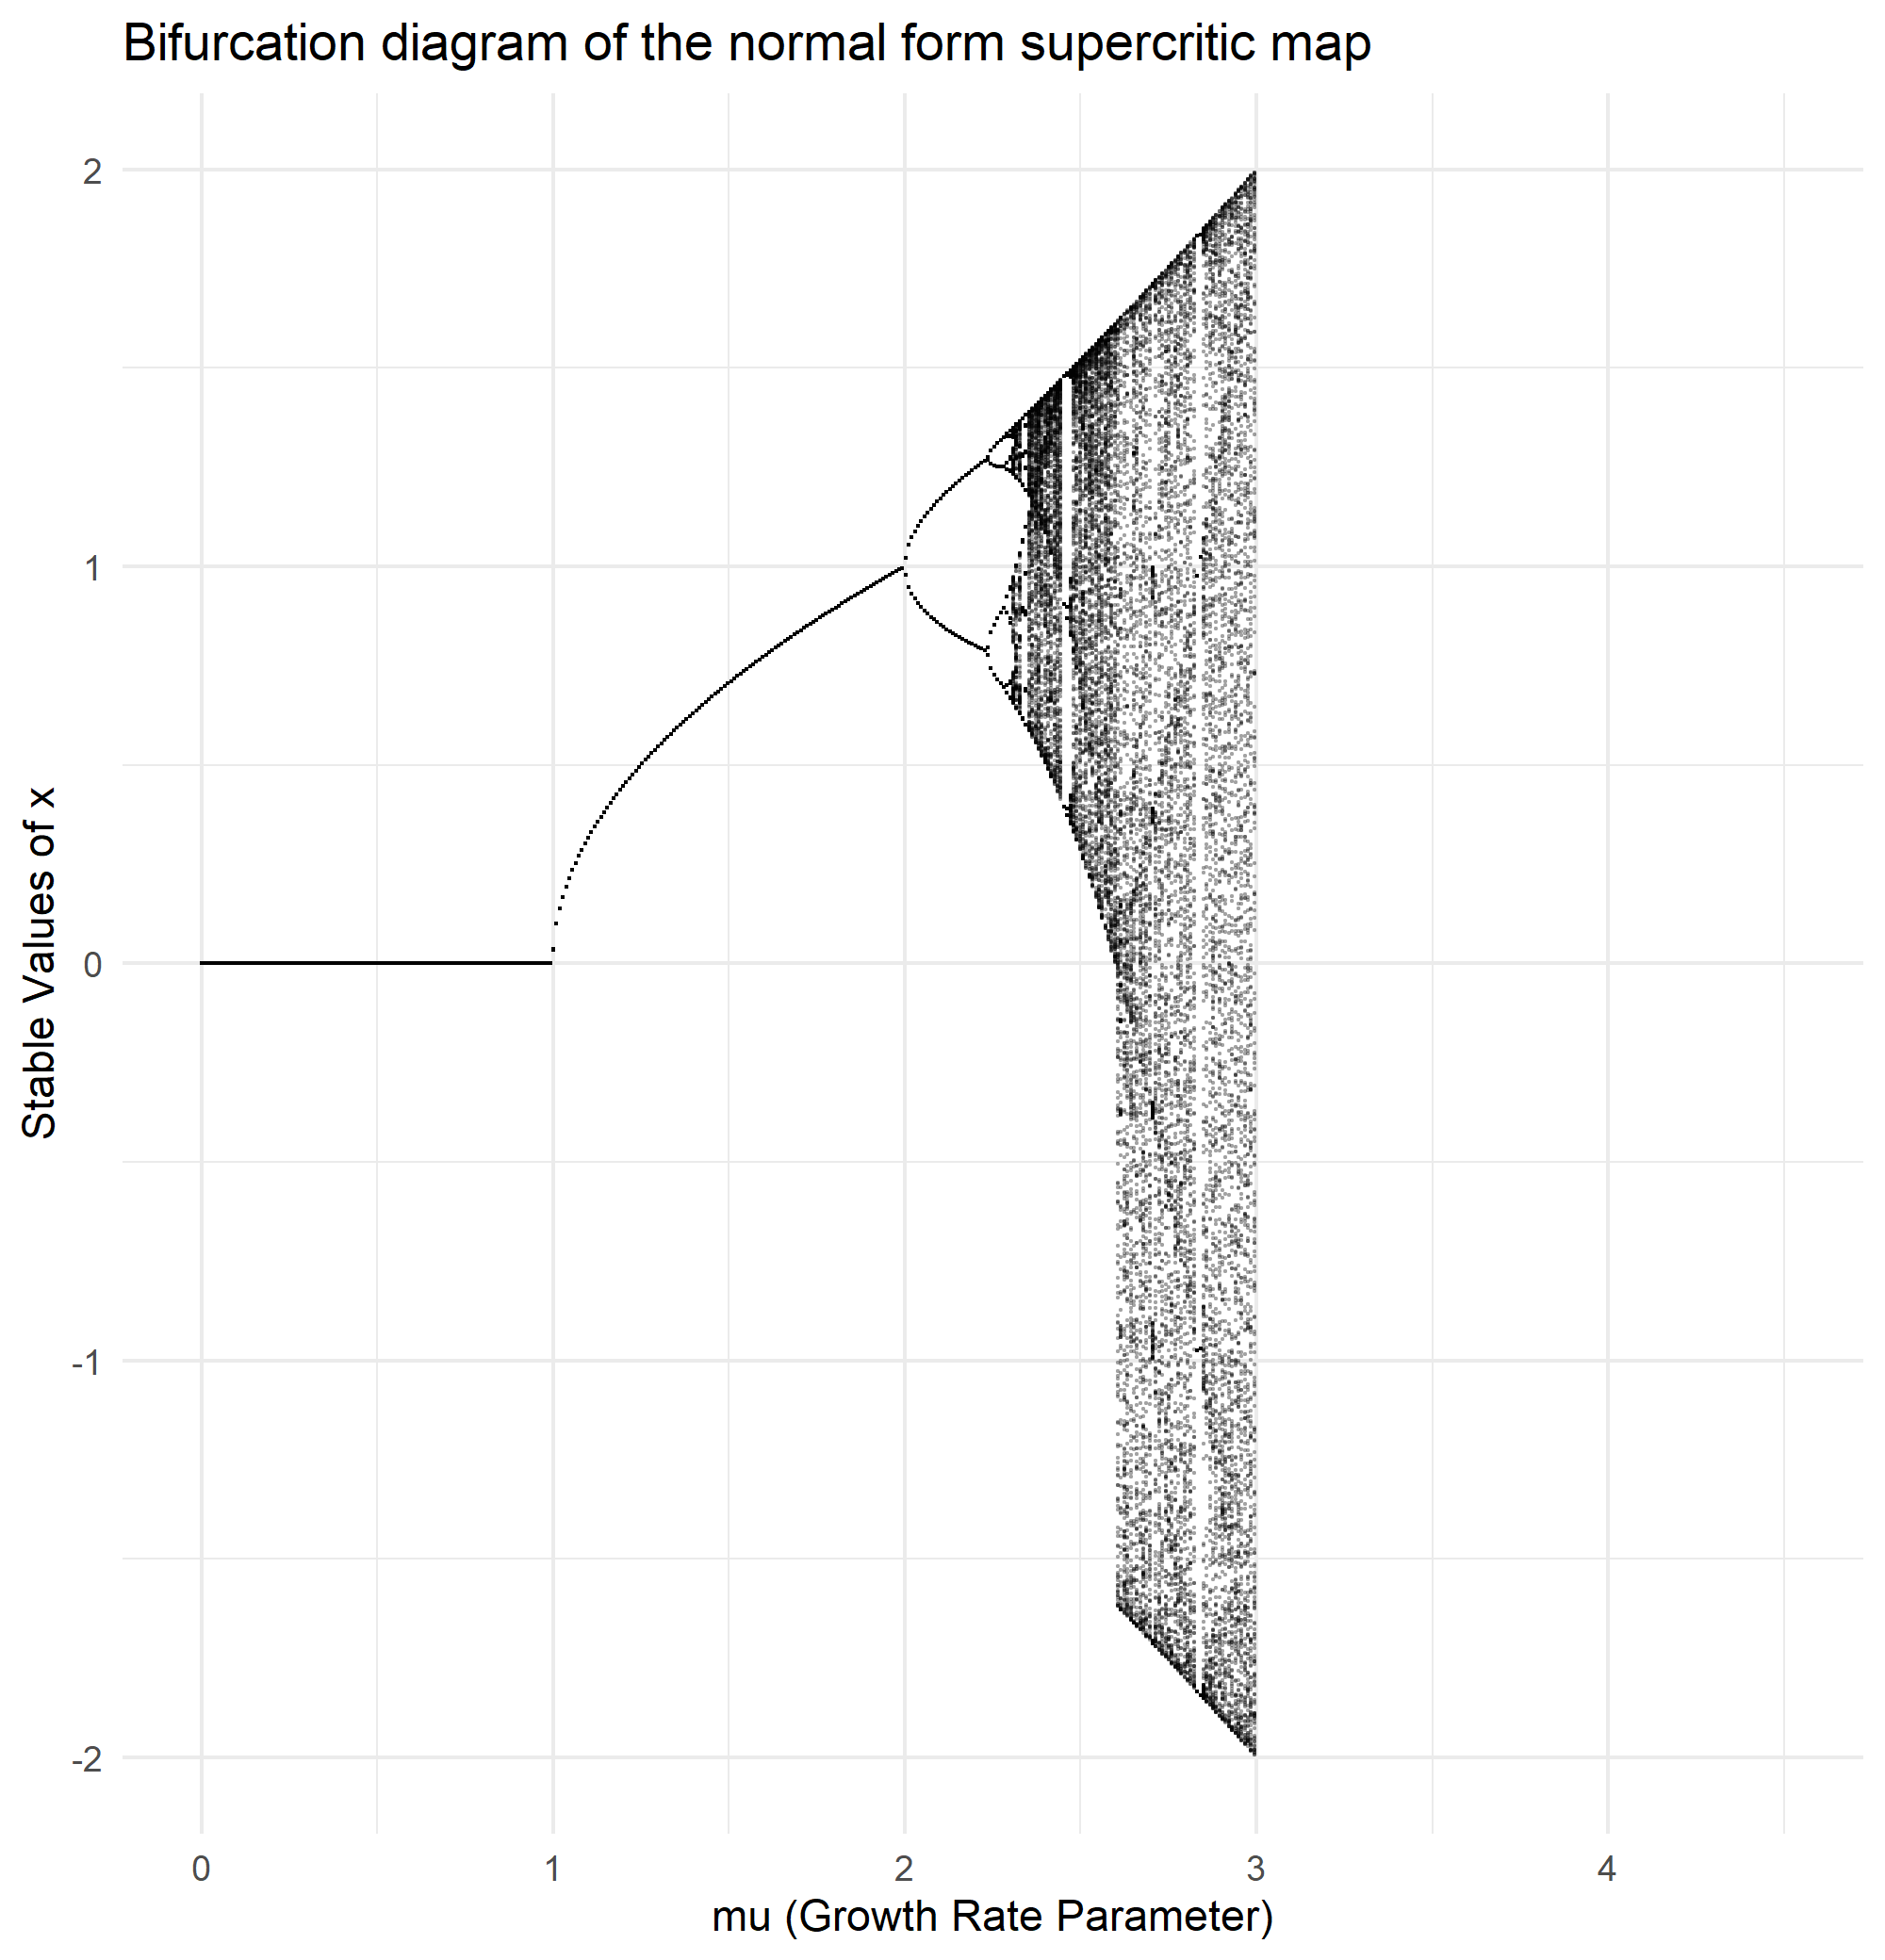 Bifurcation diagram of the normal form supercritic map
2
1
0
-1
-2
Stable Values of x
0 1 2 3 4
mu (Growth Rate Parameter)